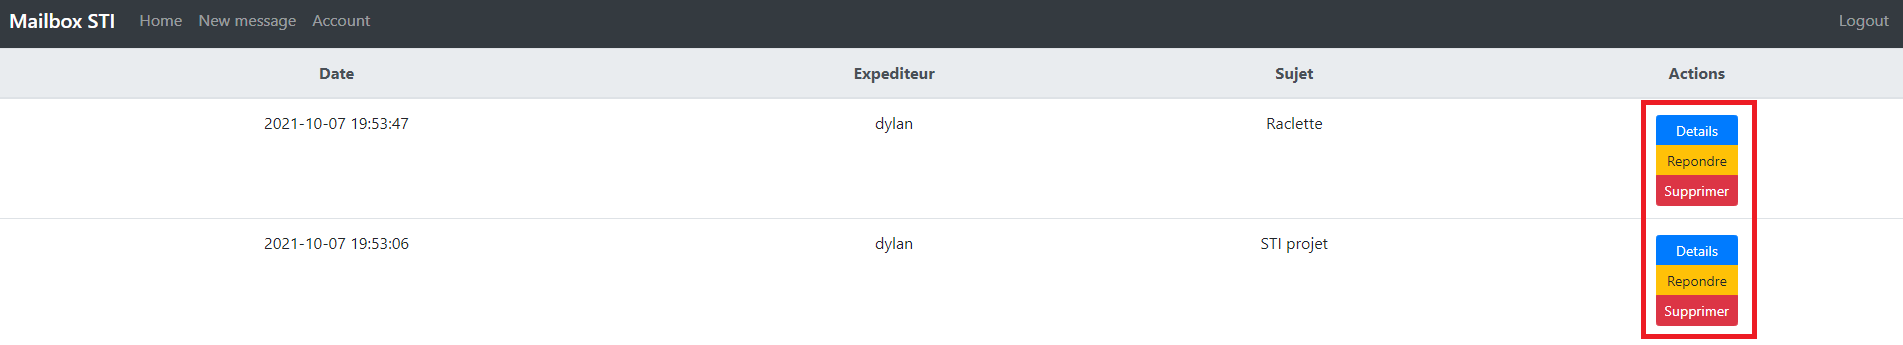 Mailbox STI Home New message Account Logout
Date Expediteur Sujet Actions
2021-10-07 19:53:47 dylan Raclette Details
Repondre
Supprimer
2021-10-07 19:53:06 dylan STI projet Details
Repondre
Supprimer